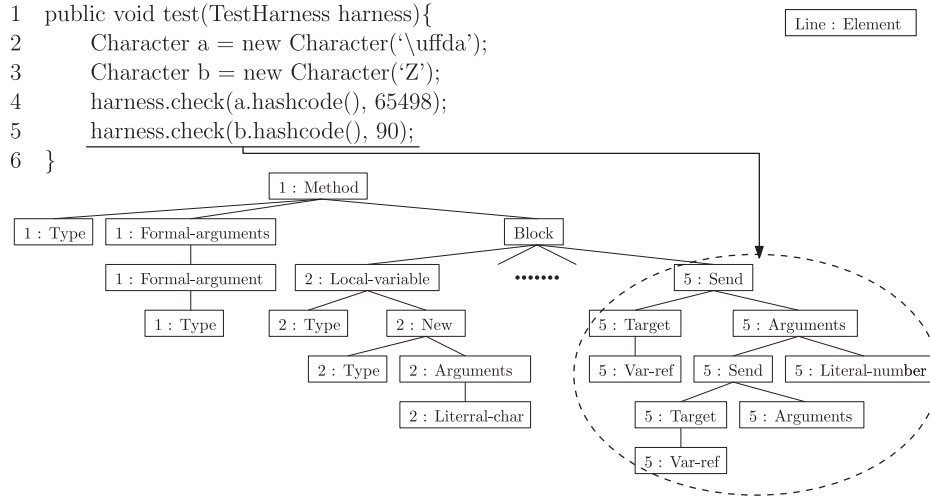 1 public void test(TestHarness harness){
Line : Element
2 Character a = new Character(‘\uffda’);
3 Character b = new Character(‘Z’);
4 harness.check(a.hashcode(), 65498);
5 harness.check(b.hashcode(), 90);
6 }
1 : Method
1 : Type 1 : Formal-arguments Block
1 : Formal-argument 2 : Local-variable ••••••• 5 : Send
1 : Type 2 : Type 2 : New 5 : Target 5 : Arguments
2 : Type 2 : Arguments 5 : Var-ref 5 : Send 5 : Literal-number
2 : Literral-char 5 : Target 5 : Arguments
5 : Var-ref